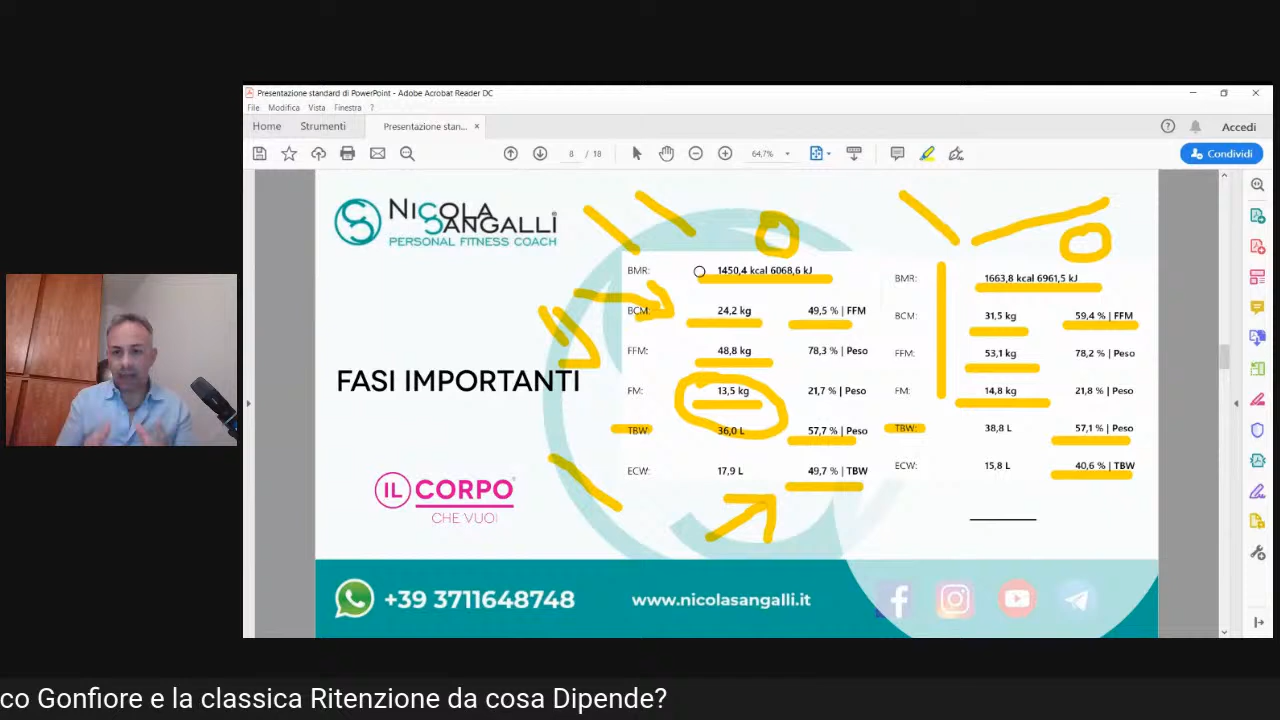 Presentazione standard di PowerPoint - Adobe Acrobat Reader DC
File Modifica Vista Finestra ?
Home Strumenti Presentazione stan... × Accedi
8 / 18 64,7% Condividi
NICOLA
SANGALLI
PERSONAL FITNESS COACH
FASI IMPORTANTI
IL CORPO
CHE VUOI
BMR: 1450,4 kcal 6068,6 kJ
BCM: 24,2 kg 49,5 % | FFM
FFM: 48,8 kg 78,3 % | Peso
FM: 13,5 kg 21,7 % | Peso
TBW: 36,0 L 57,7 % | Peso
ECW: 17,9 L 49,7 % | TBW
BMR: 1663,8 kcal 6961,5 kJ
BCM: 31,5 kg 59,4 % | FFM
FFM: 53,1 kg 78,2 % | Peso
FM: 14,8 kg 21,8 % | Peso
TBW: 38,8 L 57,1 % | Peso
ECW: 15,8 L 40,6 % | TBW
+39 3711648748 www.nicolasangalli.it
co Gonfiore e la classica Ritenzione da cosa Dipende?